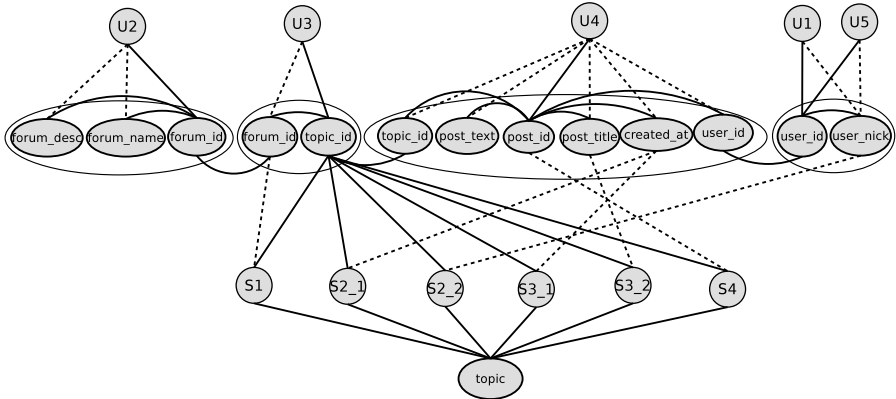 U2
U3
U4
U1
U5
forum_desc
forum_name
forum_id
forum_id
topic_id
topic_id
post_text
post_id
post_title
created_at
user_id
user_id
user_nick
S1
S2_1
S2_2
S3_1
S3_2
S4
topic